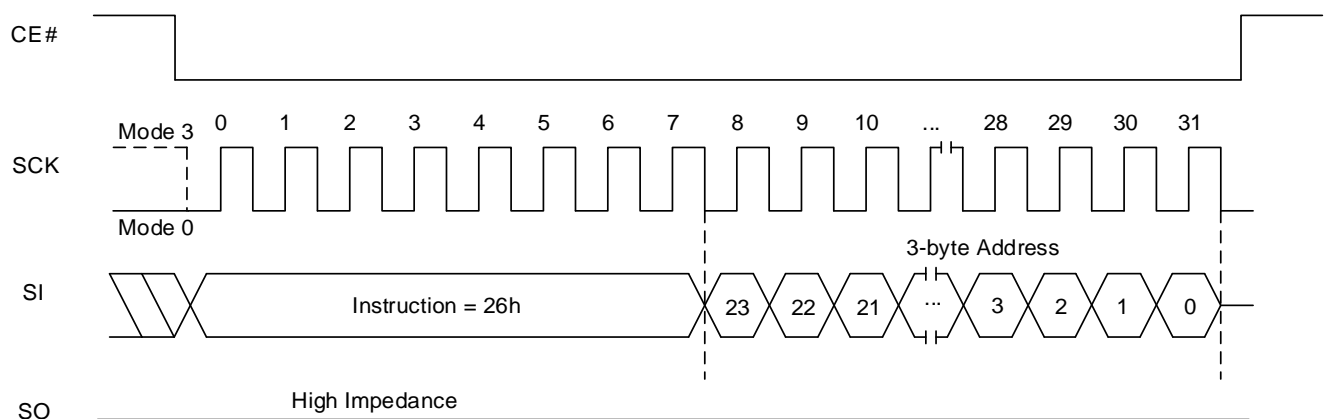 CE#
Mode 3 0 1 2 3 4 5 6 7 8 9 10 ... 28 29 30 31
SCK
Mode 0
3-byte Address
SI Instruction = 26h 23 22 21 ... 3 2 1 0
High Impedance
SO